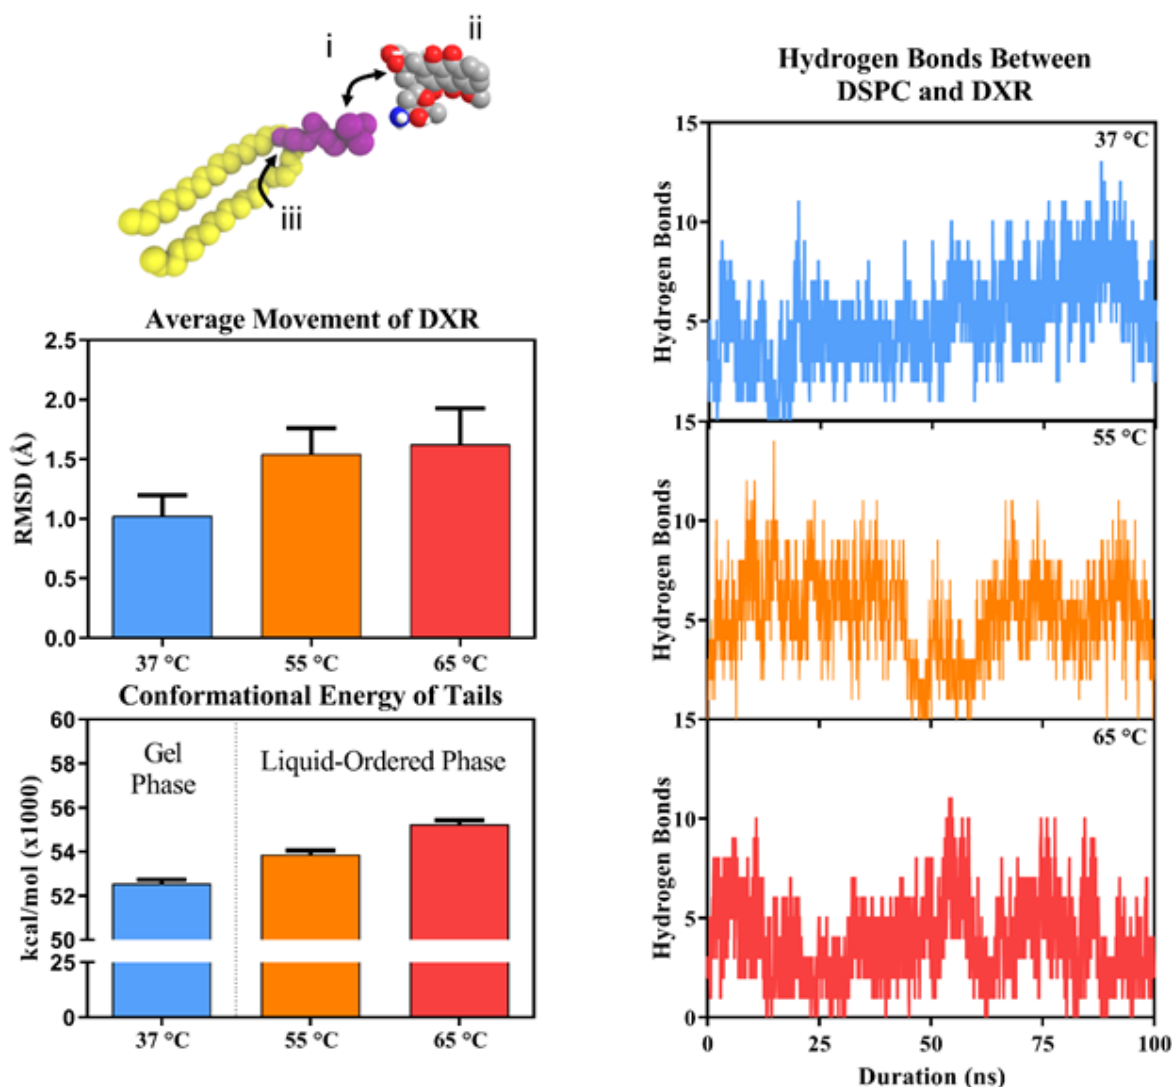 i
ii
iii
Average Movement of DXR
RMSD (Å)
2.5
2.0
1.5
1.0
0.5
0.0
37 °C
55 °C
65 °C
Conformational Energy of Tails
kcal/mol (x1000)
60
58
56
54
52
50
25
0
Gel
Phase
Liquid-Ordered Phase
37 °C
55 °C
65 °C
Hydrogen Bonds Between
DSPC and DXR
Hydrogen Bonds
15
10
5
37 °C
Hydrogen Bonds
15
10
5
55 °C
Hydrogen Bonds
15
10
5
0
65 °C
0
25
50
75
100
Duration (ns)